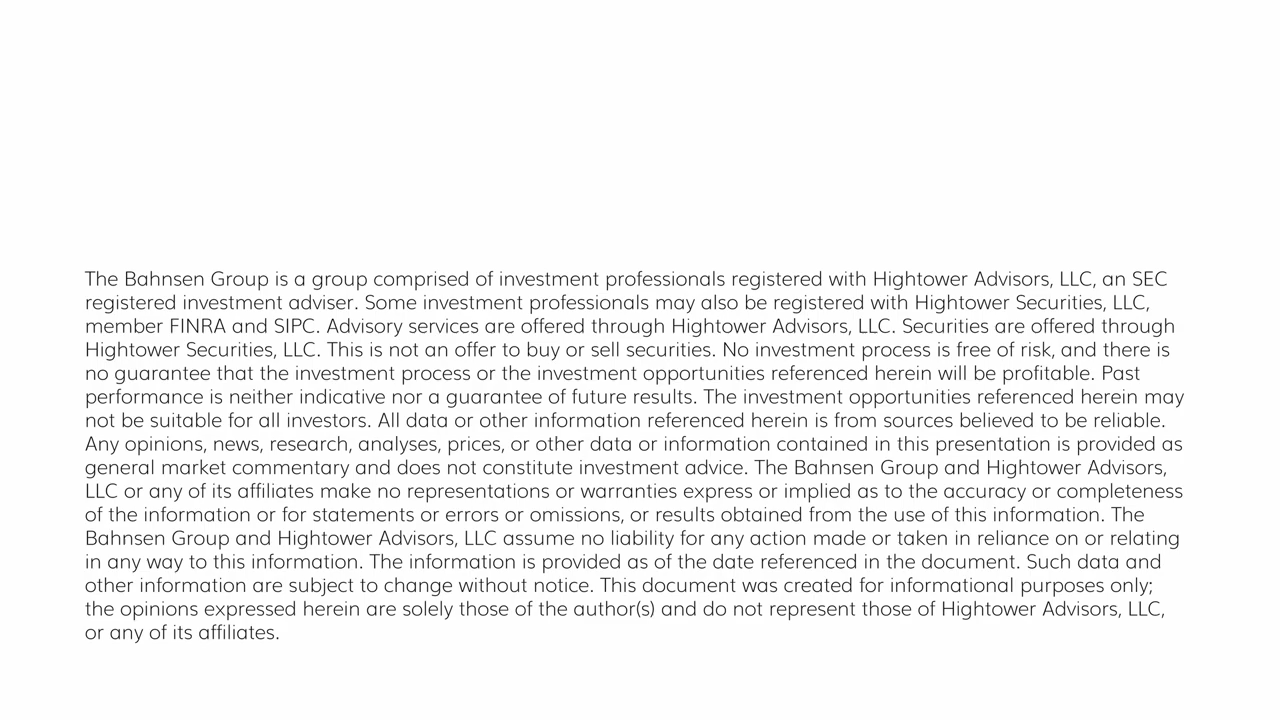 The Bahnsen Group is a group comprised of investment professionals registered with Hightower Advisors, LLC, an SEC
registered investment adviser. Some investment professionals may also be registered with Hightower Securities, LLC,
member FINRA and SIPC. Advisory services are offered through Hightower Advisors, LLC. Securities are offered through
Hightower Securities, LLC. This is not an offer to buy or sell securities. No investment process is free of risk, and there is
no guarantee that the investment process or the investment opportunities referenced herein will be profitable. Past
performance is neither indicative nor a guarantee of future results. The investment opportunities referenced herein may
not be suitable for all investors. All data or other information referenced herein is from sources believed to be reliable.
Any opinions, news, research, analyses, prices, or other data or information contained in this presentation is provided as
general market commentary and does not constitute investment advice. The Bahnsen Group and Hightower Advisors,
LLC or any of its affiliates make no representations or warranties express or implied as to the accuracy or completeness
of the information or for statements or errors or omissions, or results obtained from the use of this information. The
Bahnsen Group and Hightower Advisors, LLC assume no liability for any action made or taken in reliance on or relating
in any way to this information. The information is provided as of the date referenced in the document. Such data and
other information are subject to change without notice. This document was created for informational purposes only;
the opinions expressed herein are solely those of the author(s) and do not represent those of Hightower Advisors, LLC,
or any of its affiliates.